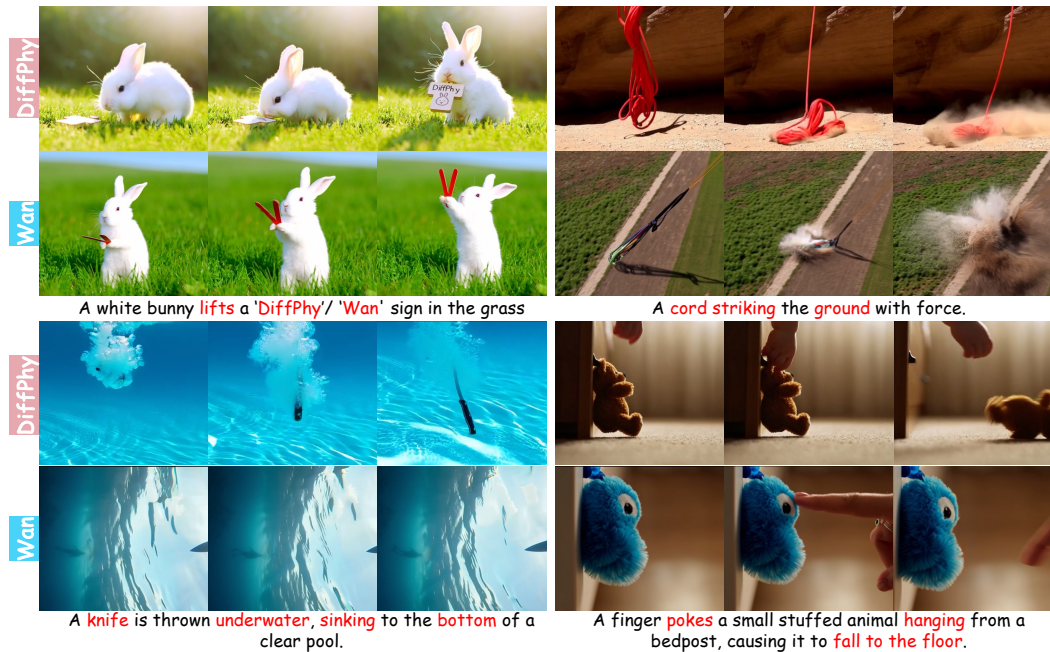 DiffPhy
DiffPhy
Wan
A white bunny lifts a 'DiffPhy'/ 'Wan' sign in the grass
A cord striking the ground with force.
DiffPhy
Wan
A knife is thrown underwater, sinking to the bottom of a
clear pool.
A finger pokes a small stuffed animal hanging from a
bedpost, causing it to fall to the floor.